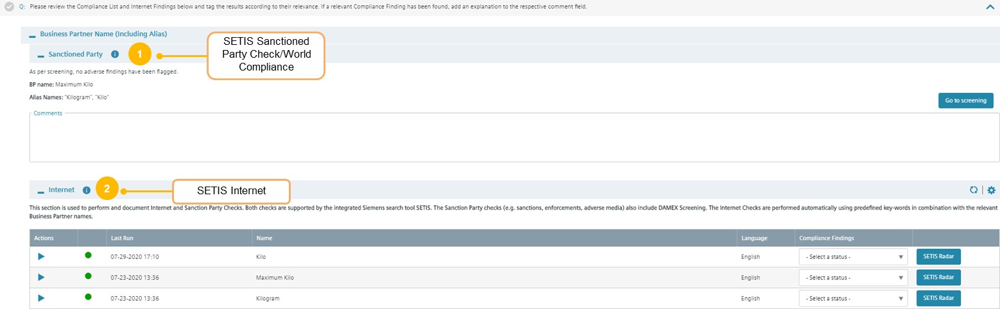 Q: Please review the Compliance List and Internet Findings below and tag the results according to their relevance. If a relevant Compliance Finding has been found, add an explanation to the respective comment field.
Business Partner Name (Including Alias)
Sanctioned Party
1
SETIS Sanctioned
Party Check/World
Compliance
As per screening, no adverse findings have been flagged.
BP name: Maximum Kilo
Alias Names: "Kilogram", "Kilo"
Go to screening
Comments
Internet
2
SETIS Internet
This section is used to perform and document Internet and Sanction Party Checks. Both checks are supported by the integrated Siemens search tool SETIS. The Sanction Party checks (e.g. sanctions, enforcements, adverse media) also include DAMEX Screening. The Internet Checks are performed automatically using predefined key-words in combination with the relevant
Business Partner names.
Actions Last Run Name Language Compliance Findings
07-29-2020 17:10 Kilo English - Select a status - SETIS Radar
07-23-2020 13:36 Maximum Kilo English - Select a status - SETIS Radar
07-23-2020 13:36 Kilogram English - Select a status - SETIS Radar